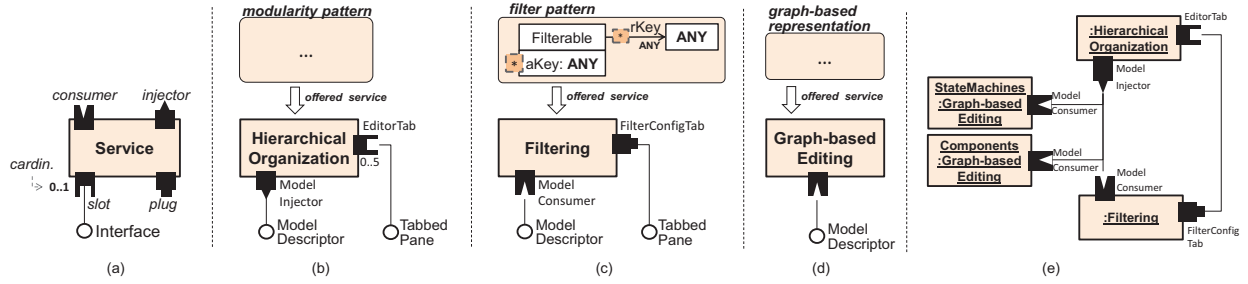 consumer
injector
Service
cardin.
0..1
slot
plug
Interface
(a)
modularity pattern
...
offered service
Hierarchical
Organization
EditorTab
0..5
Model
Injector
Model
Descriptor
Tabbed
Pane
(b)
filter pattern
Filterable
* rKey
ANY
ANY
* aKey: ANY
offered service
Filtering
FilterConfigTab
Model
Consumer
Model
Descriptor
Tabbed
Pane
(c)
graph-based
representation
...
offered service
Graph-based
Editing
Model
Descriptor
(d)
EditorTab
:Hierarchical
Organization
Model
Injector
StateMachines
:Graph-based
Editing
Model
Consumer
Components
:Graph-based
Editing
Model
Consumer
Model
Consumer
:Filtering
FilterConfig
Tab
(e)